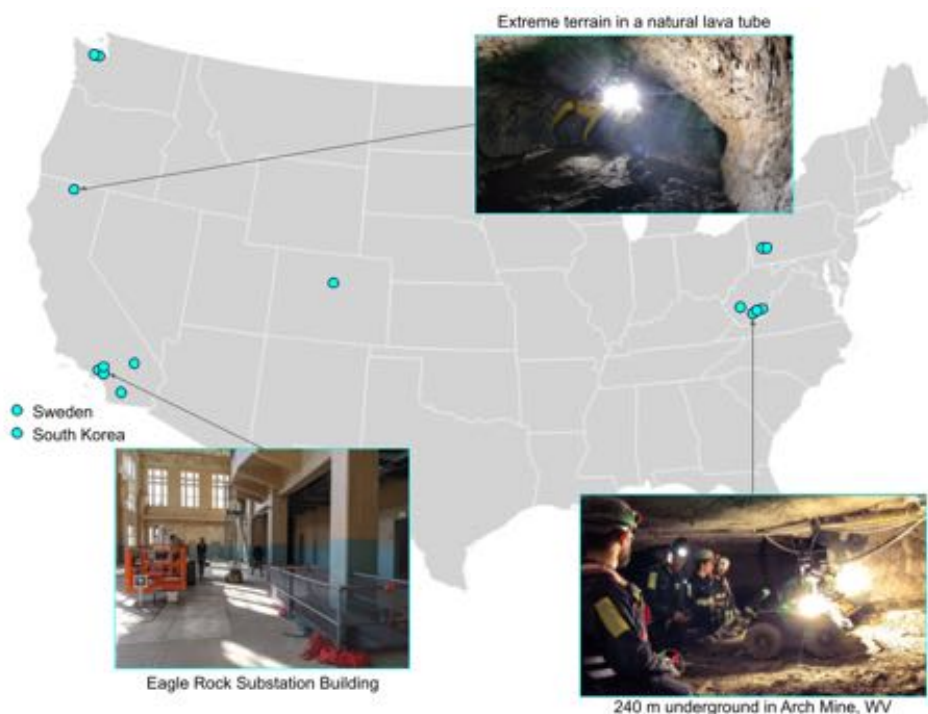 Extreme terrain in a natural lava tube
Sweden
South Korea
Eagle Rock Substation Building
240 m underground in Arch Mine, WV